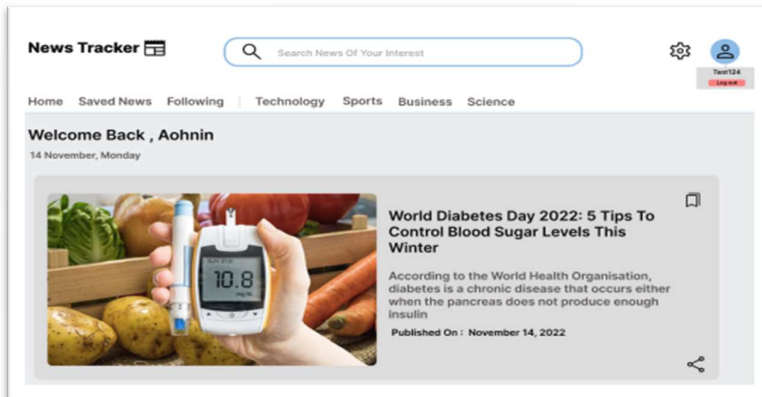 News Tracker
Search News Of Your Interest
Test124
Log out
Home Saved News Following Technology Sports Business Science
Welcome Back , Aohnin
14 November, Monday
World Diabetes Day 2022: 5 Tips To
Control Blood Sugar Levels This
Winter
According to the World Health Organisation,
diabetes is a chronic disease that occurs either
when the pancreas does not produce enough
insulin
Published On : November 14, 2022
10.8